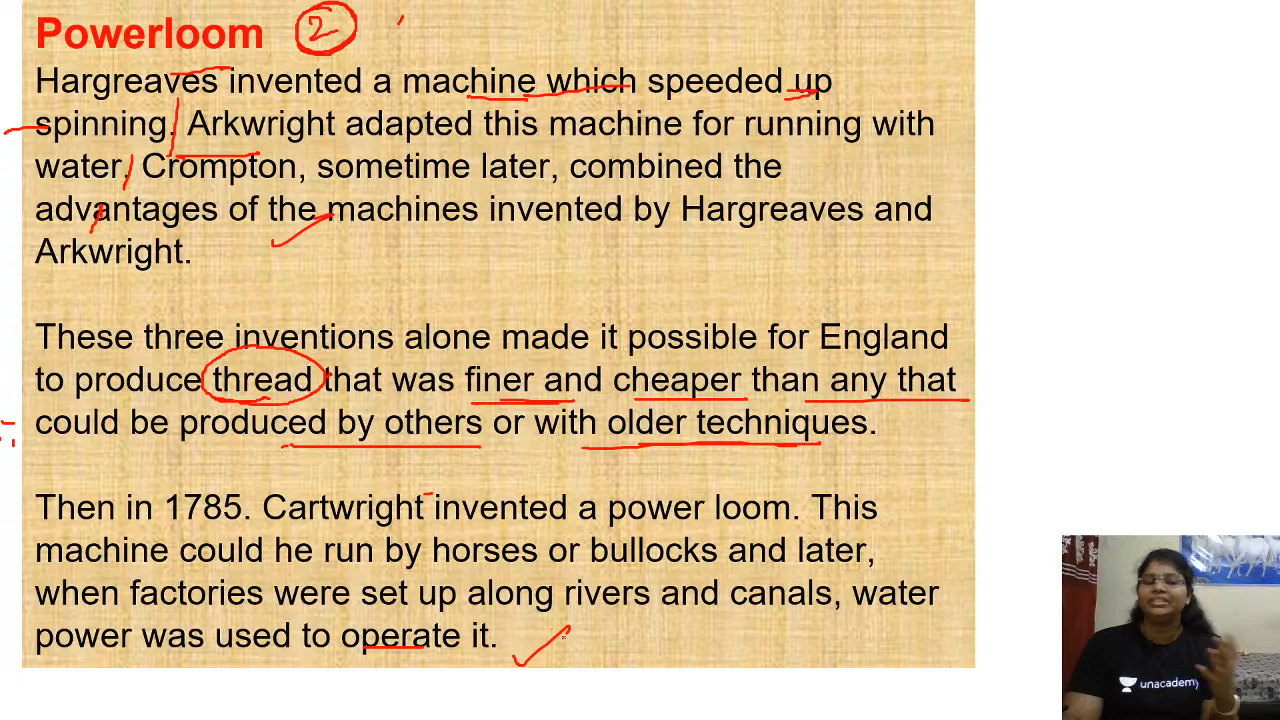 Powerloom 2
Hargreaves invented a machine which speeded up
spinning. Arkwright adapted this machine for running with
water. Crompton, sometime later, combined the
advantages of the machines invented by Hargreaves and
Arkwright.
These three inventions alone made it possible for England
to produce thread that was finer and cheaper than any that
could be produced by others or with older techniques.
Then in 1785. Cartwright invented a power loom. This
machine could he run by horses or bullocks and later,
when factories were set up along rivers and canals, water
power was used to operate it.
unacademy